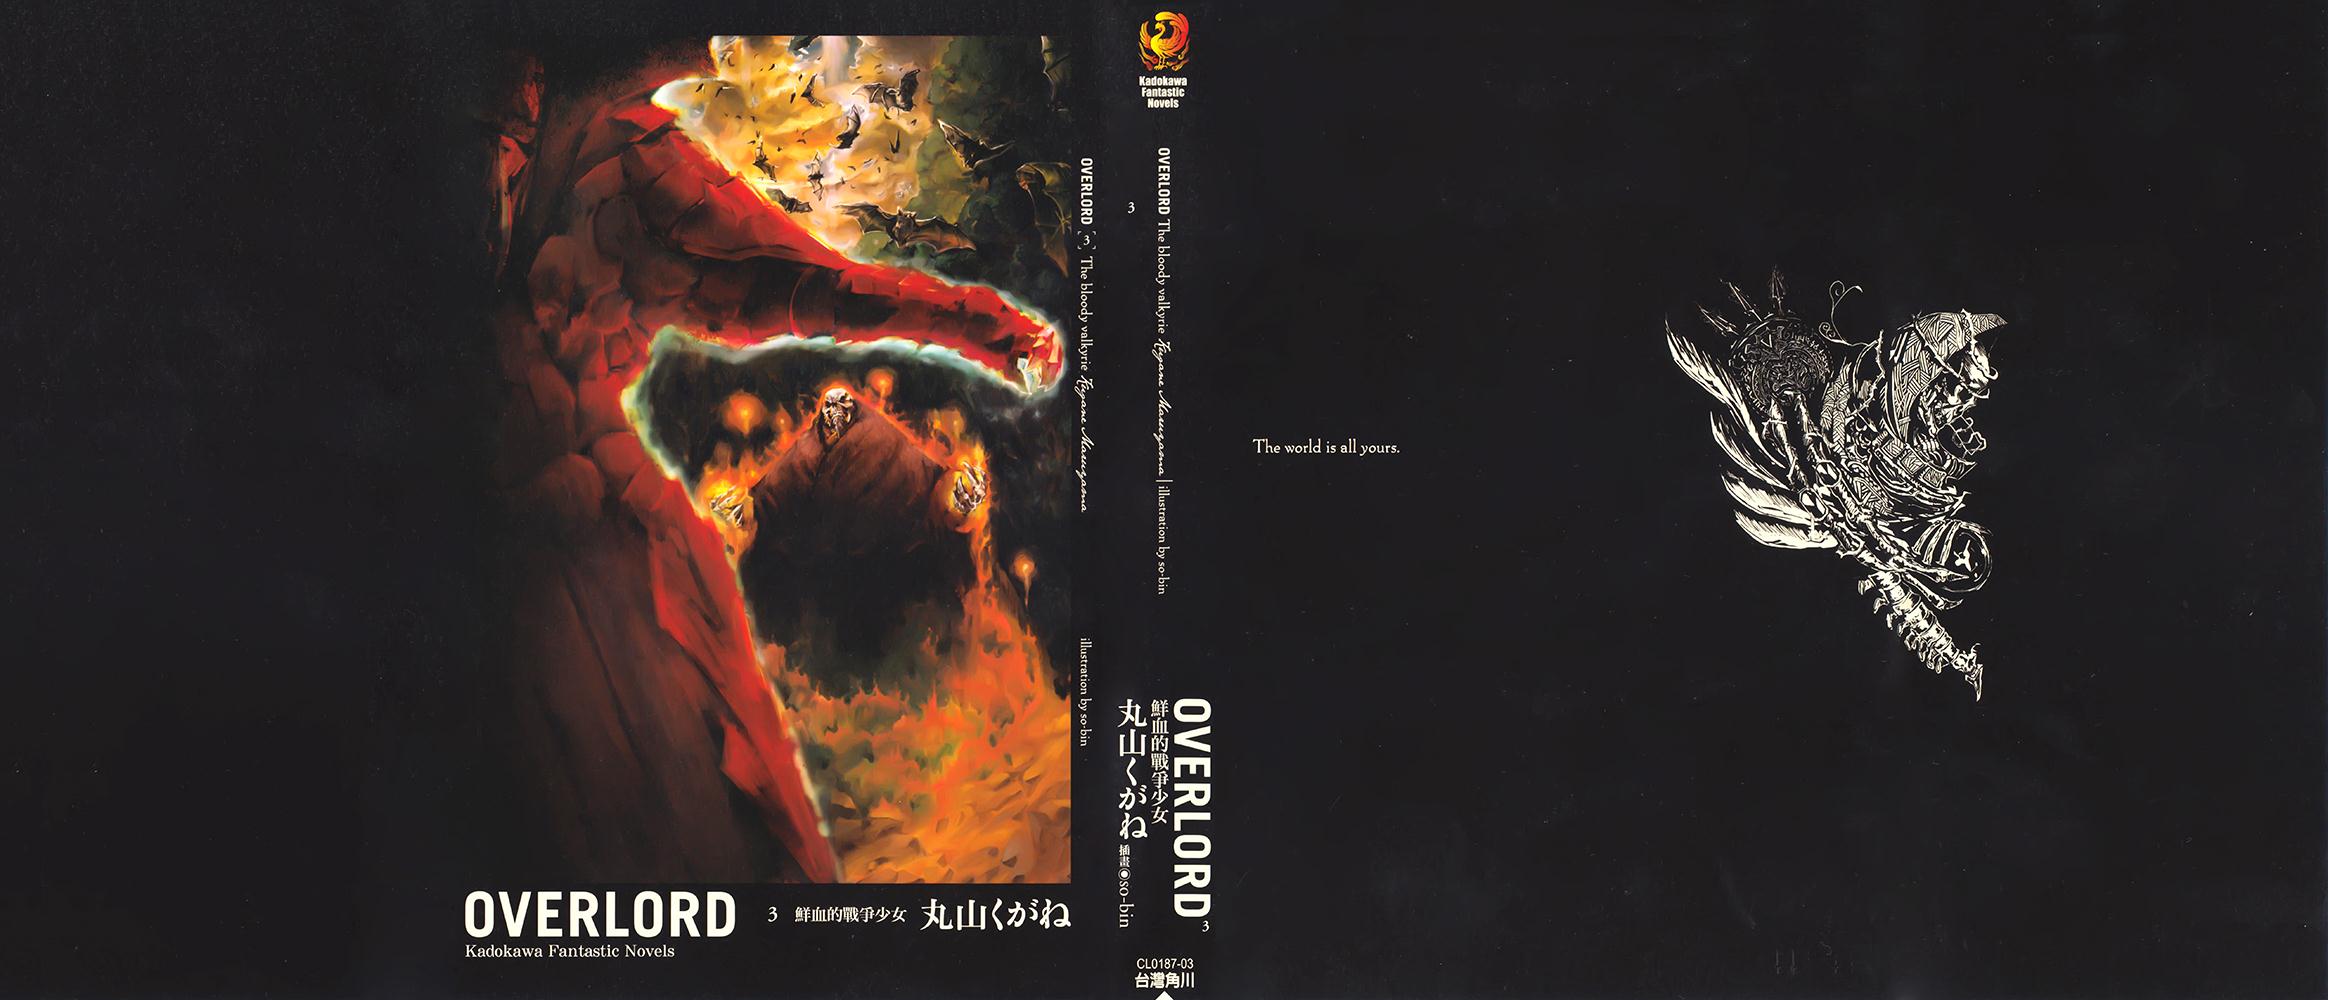 OVERLORD
Kadokawa Fantastic Novels
3 鮮血的戰爭少女 丸山くがね
OVERLORD [3] The bloody valkyrie Kugane Maruyama
illustration by so-bin
Kadokawa
Fantastic
Novels
3
OVERLORD The bloody valkyrie Kugane Maruyama | illustration by so-bin
OVERLORD 3
鮮血的戰爭少女
丸山くがね 插畫◉so-bin
CL0187-03
台灣角川
The world is all yours.